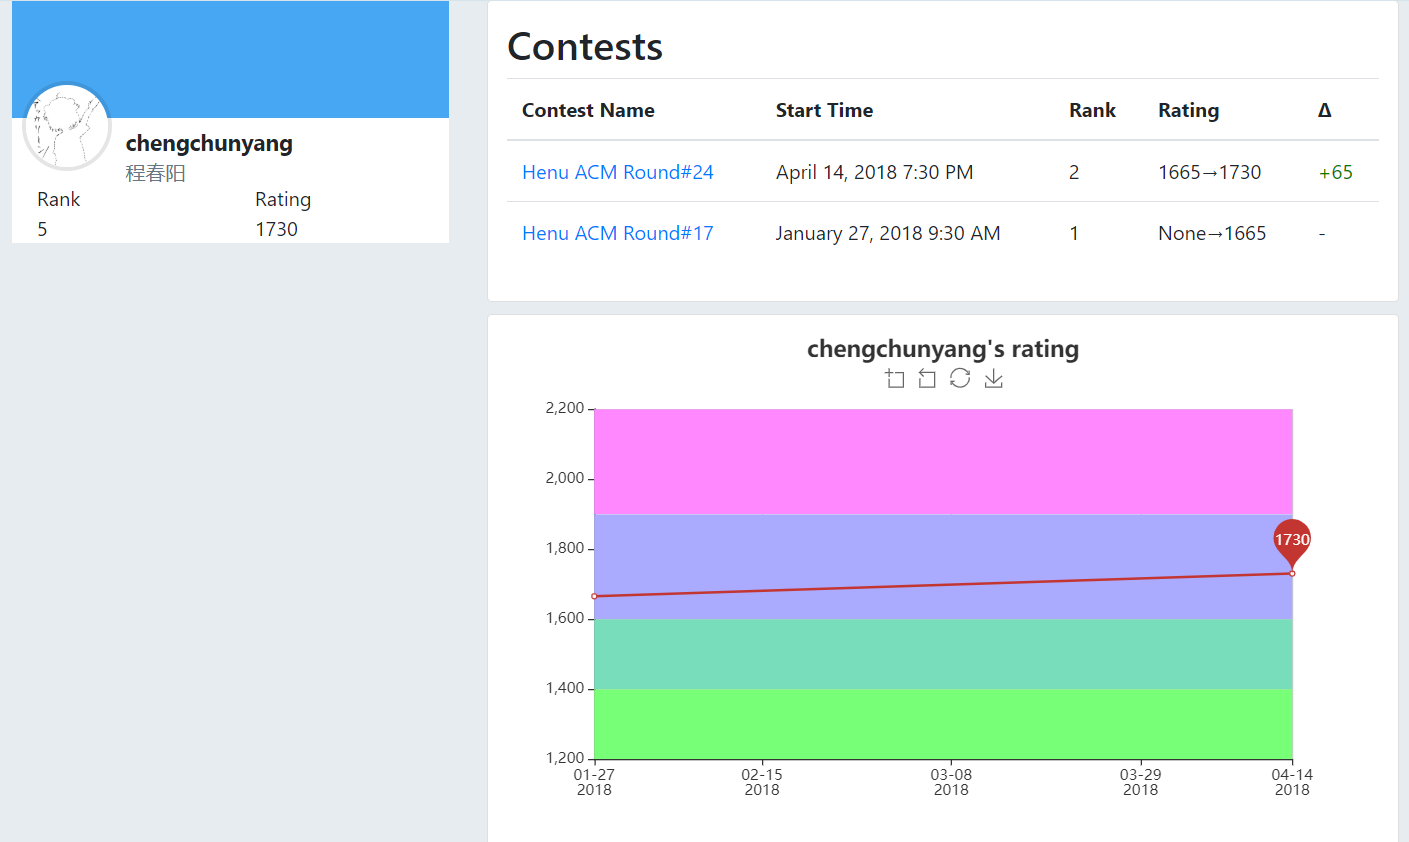 chengchunyang
程春阳
Rank Rating
5 1730
Contests
Contest Name Start Time Rank Rating Δ
Henu ACM Round#24 April 14, 2018 7:30 PM 2 1665→1730 +65
Henu ACM Round#17 January 27, 2018 9:30 AM 1 None→1665 -
chengchunyang's rating
2,200
2,000
1,800
1,600
1,400
1,200
1730
01-27 02-15 03-08 03-29 04-14
2018 2018 2018 2018 2018